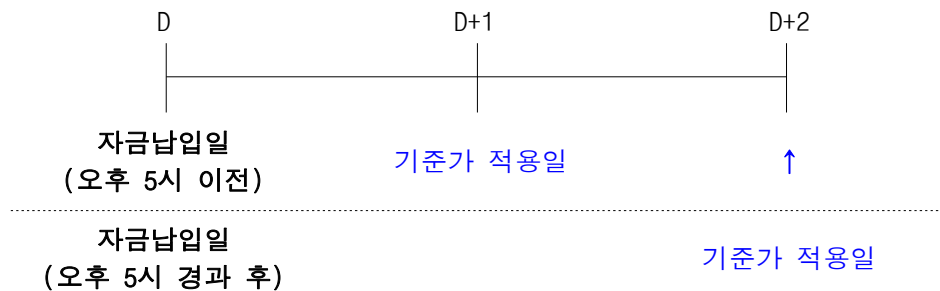 D D+1 D+2
자금납입일
(오후 5시 이전)
기준가 적용일
↑
자금납입일
(오후 5시 경과 후)
기준가 적용일